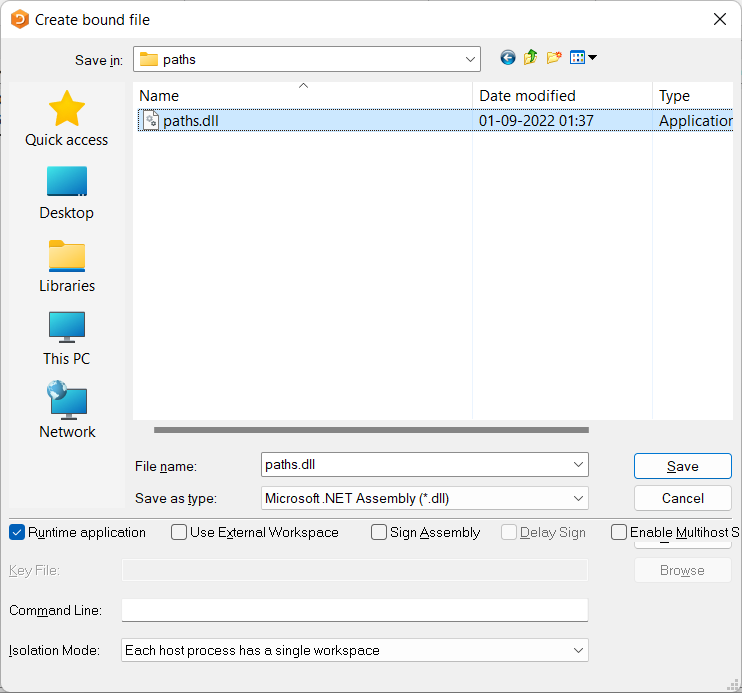 Create bound file
Save in: paths
Name Date modified Type
paths.dll 01-09-2022 01:37 Application
Quick access
Desktop
Libraries
This PC
Network
File name: paths.dll Save
Save as type: Microsoft .NET Assembly (*.dll) Cancel
Runtime application Use External Workspace Sign Assembly Delay Sign Enable Multihost S
Key File: Browse
Command Line:
Isolation Mode: Each host process has a single workspace